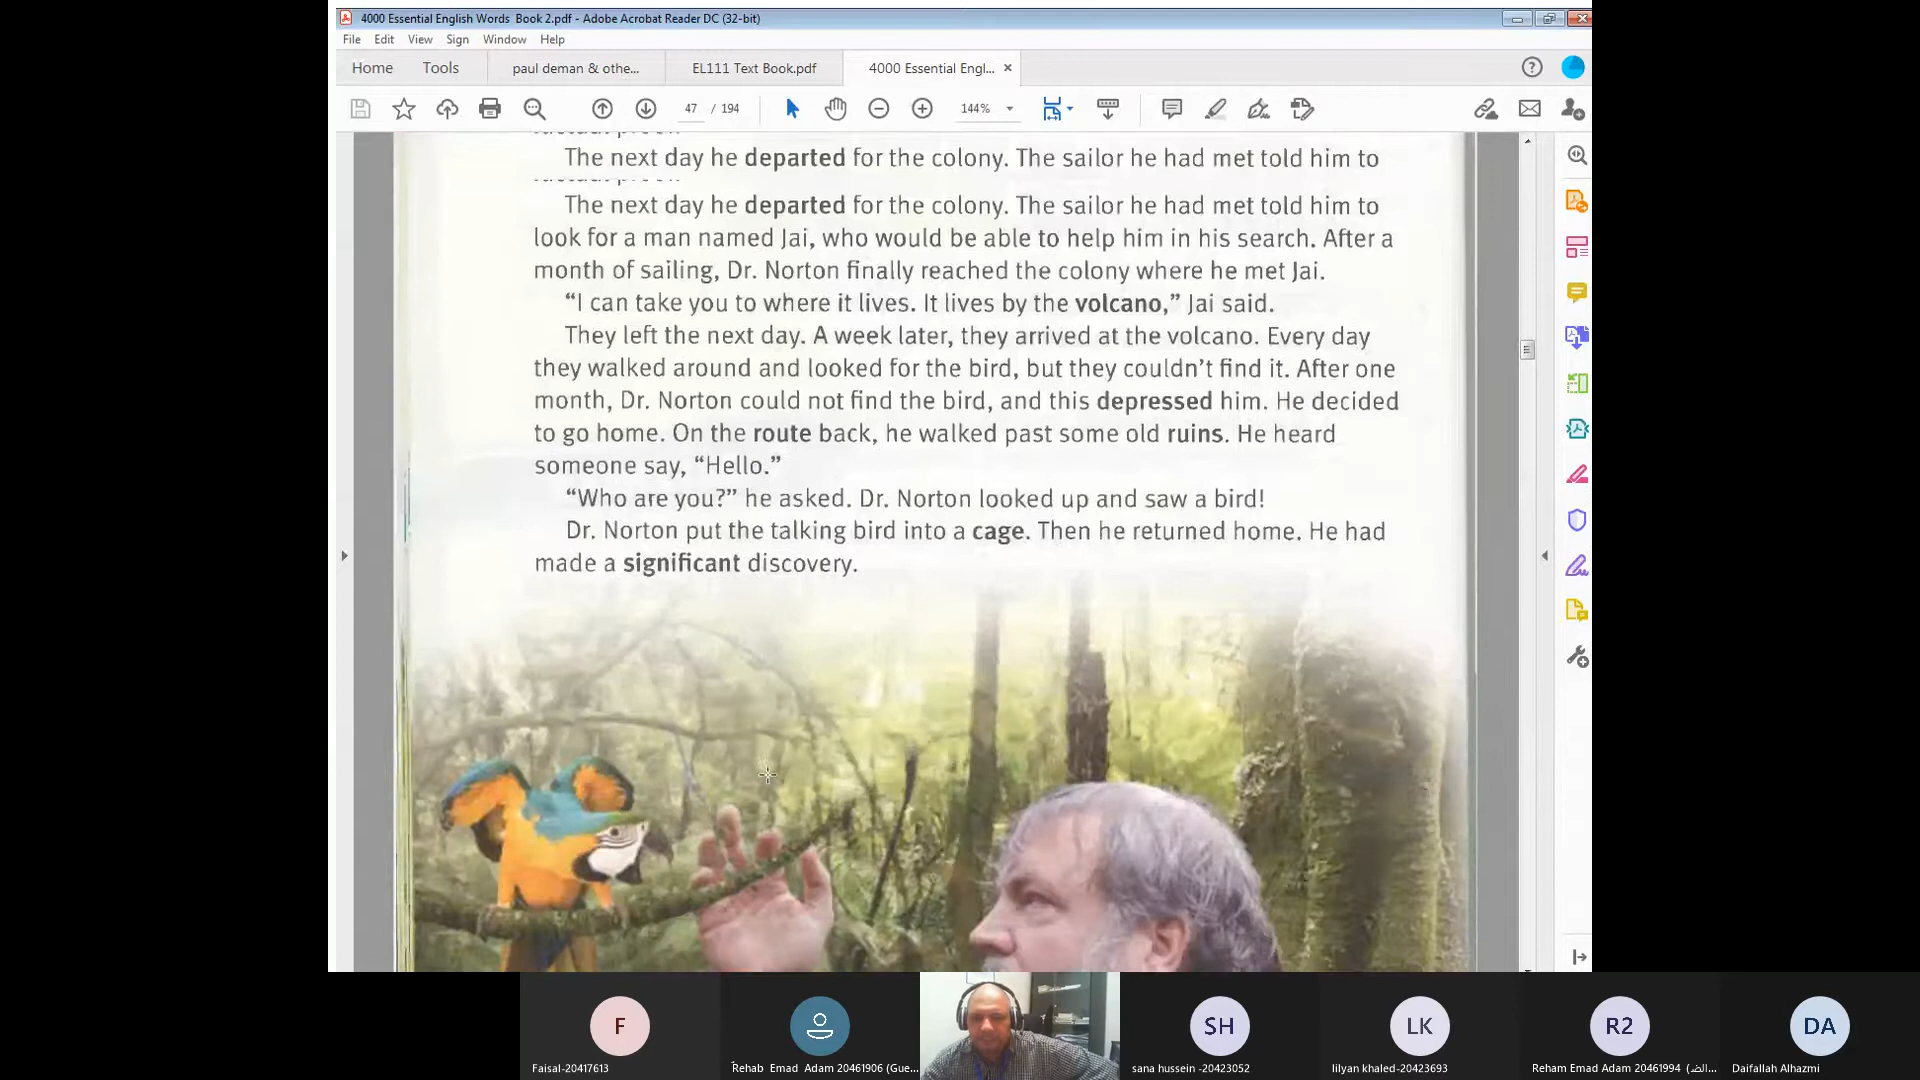 4000 Essential English Words Book 2.pdf - Adobe Acrobat Reader DC (32-bit)
File Edit View Sign Window Help
Home Tools paul deman & othe... EL111 Text Book.pdf 4000 Essential Engl...
47 / 194 144%
The next day he departed for the colony. The sailor he had met told him to
The next day he departed for the colony. The sailor he had met told him to
look for a man named Jai, who would be able to help him in his search. After a
month of sailing, Dr. Norton finally reached the colony where he met Jai.
“I can take you to where it lives. It lives by the volcano,” Jai said.
They left the next day. A week later, they arrived at the volcano. Every day
they walked around and looked for the bird, but they couldn’t find it. After one
month, Dr. Norton could not find the bird, and this depressed him. He decided
to go home. On the route back, he walked past some old ruins. He heard
someone say, “Hello.”
“Who are you?” he asked. Dr. Norton looked up and saw a bird!
Dr. Norton put the talking bird into a cage. Then he returned home. He had
made a significant discovery.
F SH LK R2 DA
Faisal-20417613 Rehab Emad Adam 20461906 (Gue... sana hussein -20423052 lilyan khaled-20423693 Reham Emad Adam 20461994 Daifallah Alhazmi